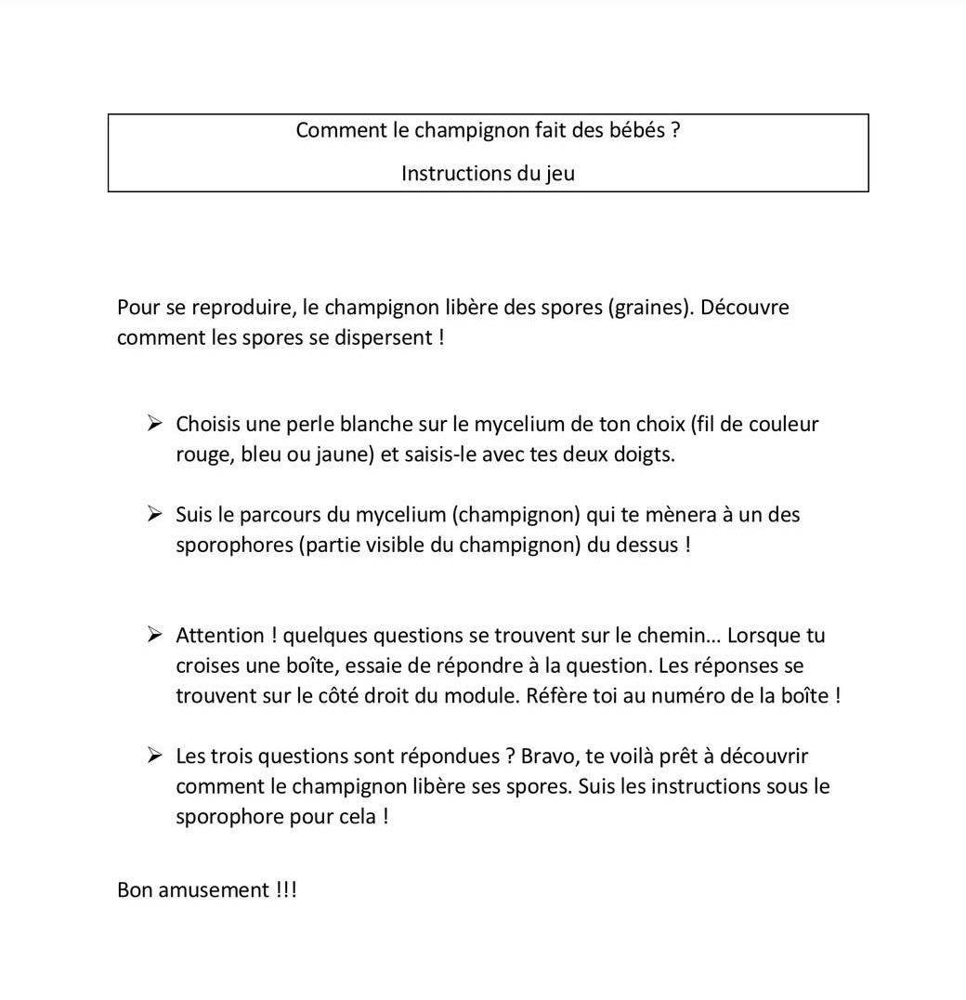 Comment le champignon fait des bébés ?
Instructions du jeu
Pour se reproduire, le champignon libère des spores (graines). Découvre
comment les spores se dispersent !
➢ Choisis une perle blanche sur le mycelium de ton choix (fil de couleur
rouge, bleu ou jaune) et saisis-le avec tes deux doigts.
➢ Suis le parcours du mycelium (champignon) qui te mènera à un des
sporophores (partie visible du champignon) du dessus !
➢ Attention ! quelques questions se trouvent sur le chemin... Lorsque tu
croises une boîte, essaie de répondre à la question. Les réponses se
trouvent sur le côté droit du module. Réfère toi au numéro de la boîte !
➢ Les trois questions sont répondues ? Bravo, te voilà prêt à découvrir
comment le champignon libère ses spores. Suis les instructions sous le
sporophore pour cela !
Bon amusement !!!